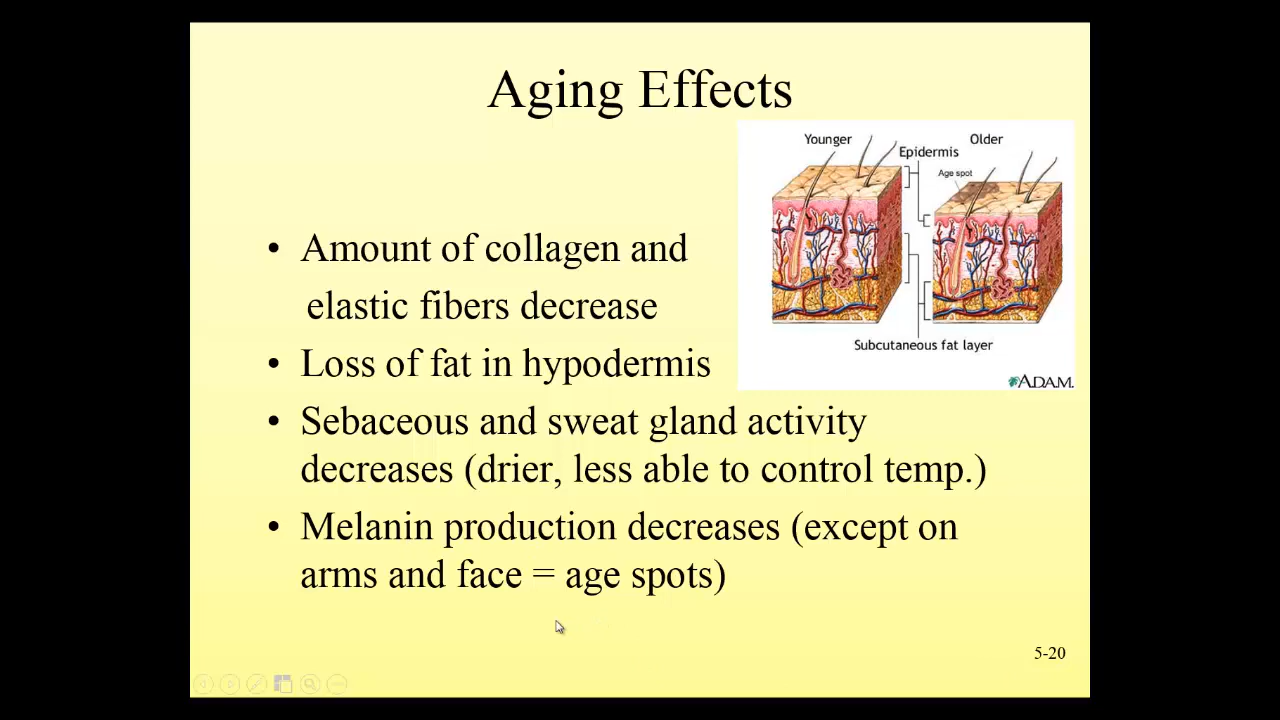 Aging Effects
Younger
Older
Epidermis
Age spot
Subcutaneous fat layer
ADAM.
• Amount of collagen and
elastic fibers decrease
• Loss of fat in hypodermis
• Sebaceous and sweat gland activity
decreases (drier, less able to control temp.)
• Melanin production decreases (except on
arms and face = age spots)
5-20